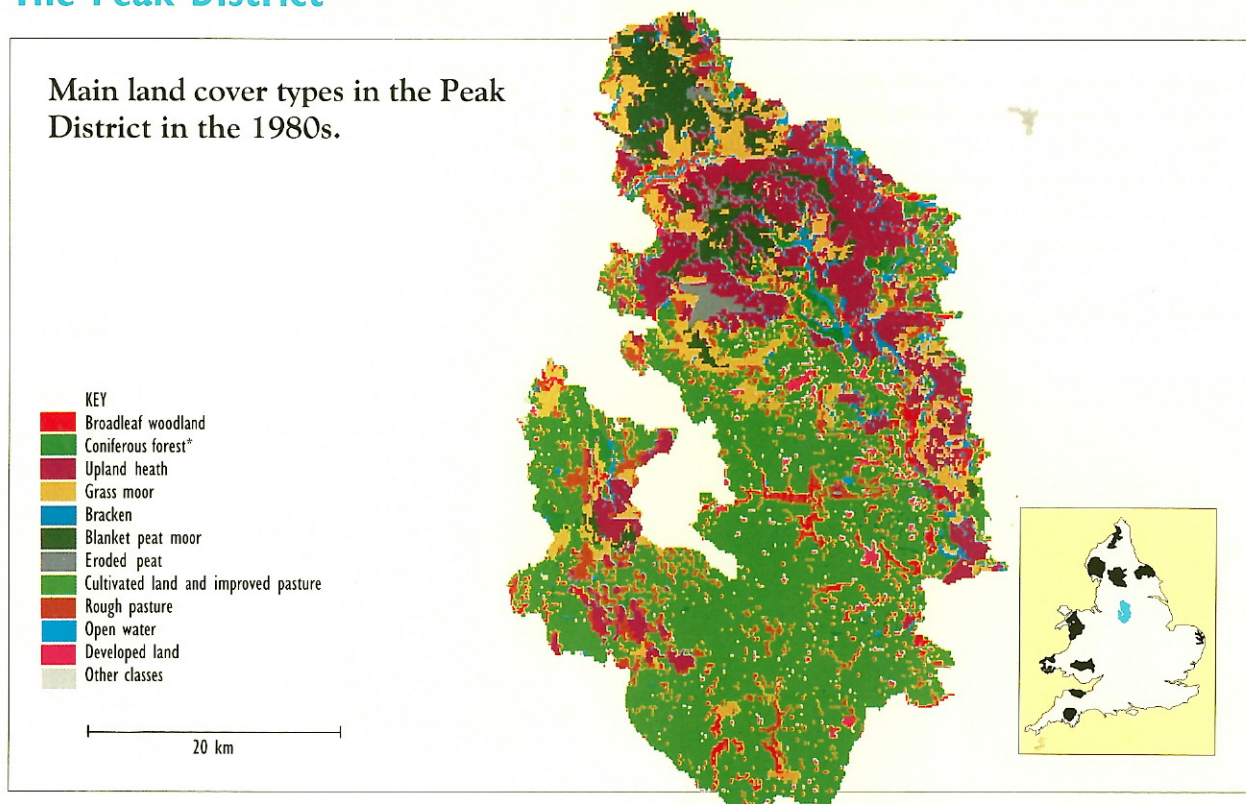 The Peak District
Main land cover types in the Peak
District in the 1980s.
KEY
Broadleaf woodland
Coniferous forest*
Upland heath
Grass moor
Bracken
Blanket peat moor
Eroded peat
Cultivated land and improved pasture
Rough pasture
Open water
Developed land
Other classes
20 km